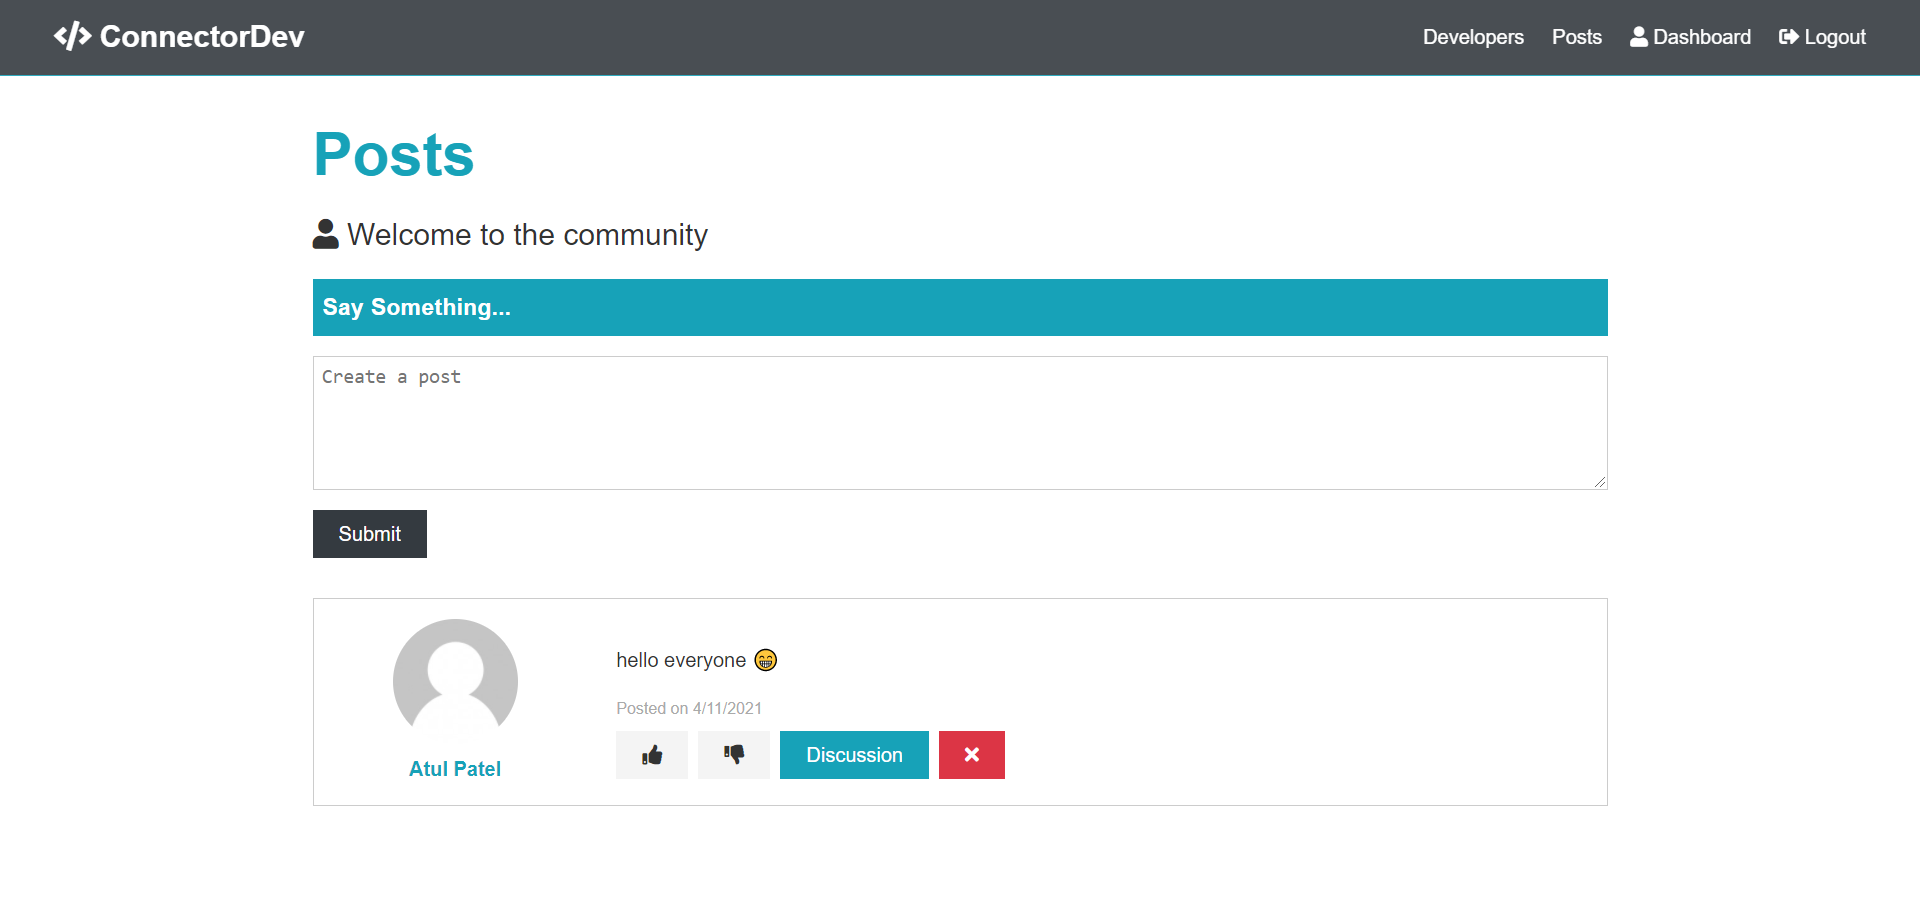 ConnectorDev
Developers Posts Dashboard Logout
Posts
Welcome to the community
Say Something...
Create a post
Submit
hello everyone 😁
Posted on 4/11/2021
Discussion
Atul Patel